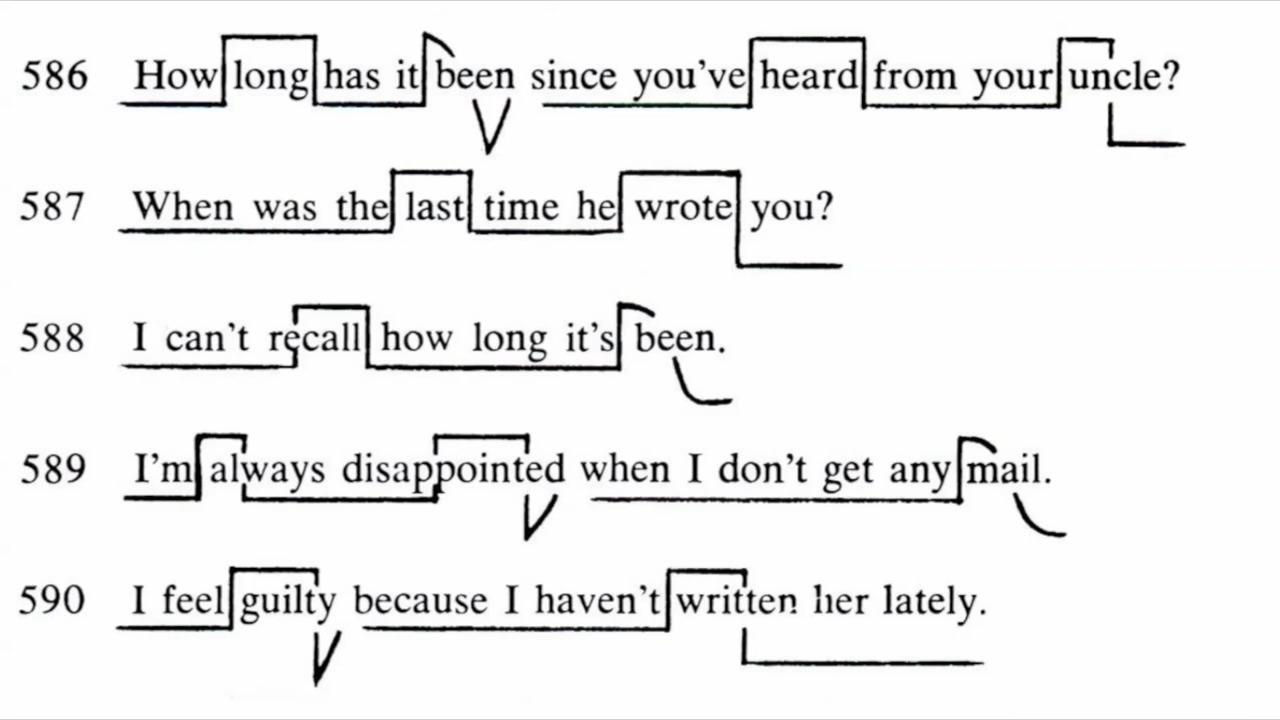 586 How long has it been since you've heard from your uncle?
587 When was the last time he wrote you?
588 I can't recall how long it's been.
589 I'm always disappointed when I don't get any mail.
590 I feel guilty because I haven't written her lately.